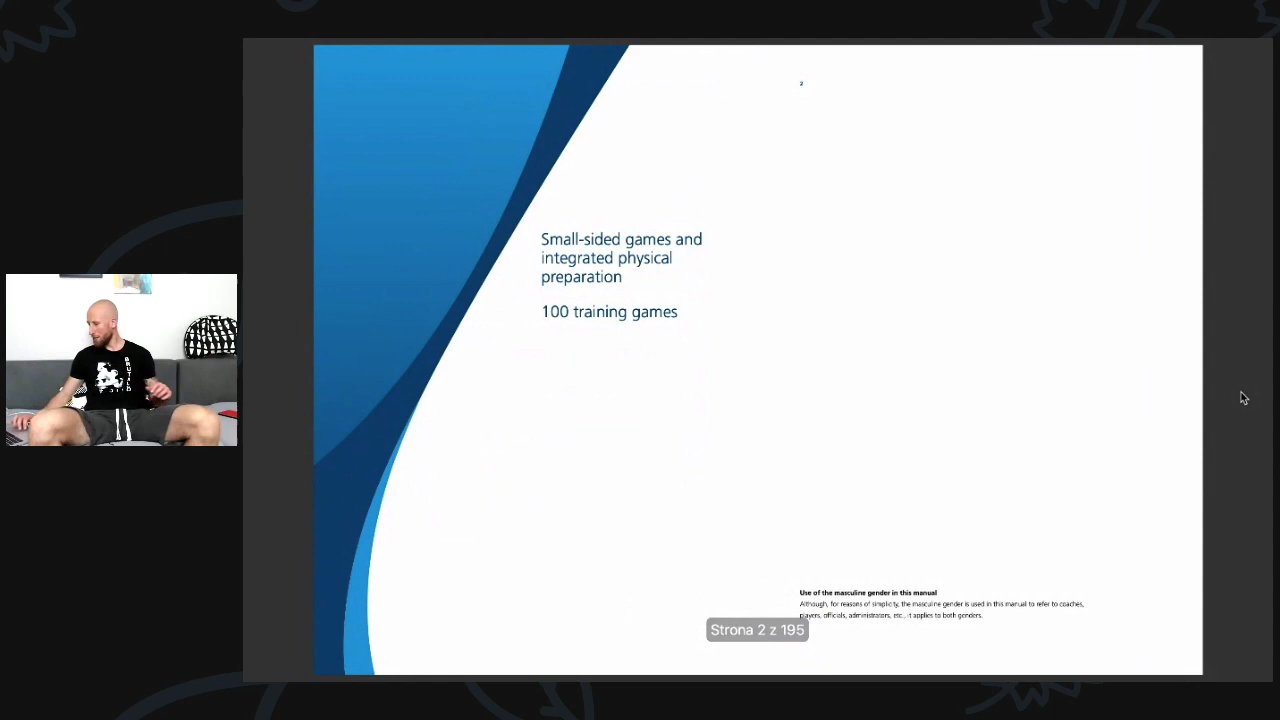 2
Small-sided games and
integrated physical
preparation
100 training games
Use of the masculine gender in this manual
Although, for reasons of simplicity, the masculine gender is used in this manual to refer to coaches,
players, officials, administrators, etc., it applies to both genders.
Strona 2 z 195
BRUTAL